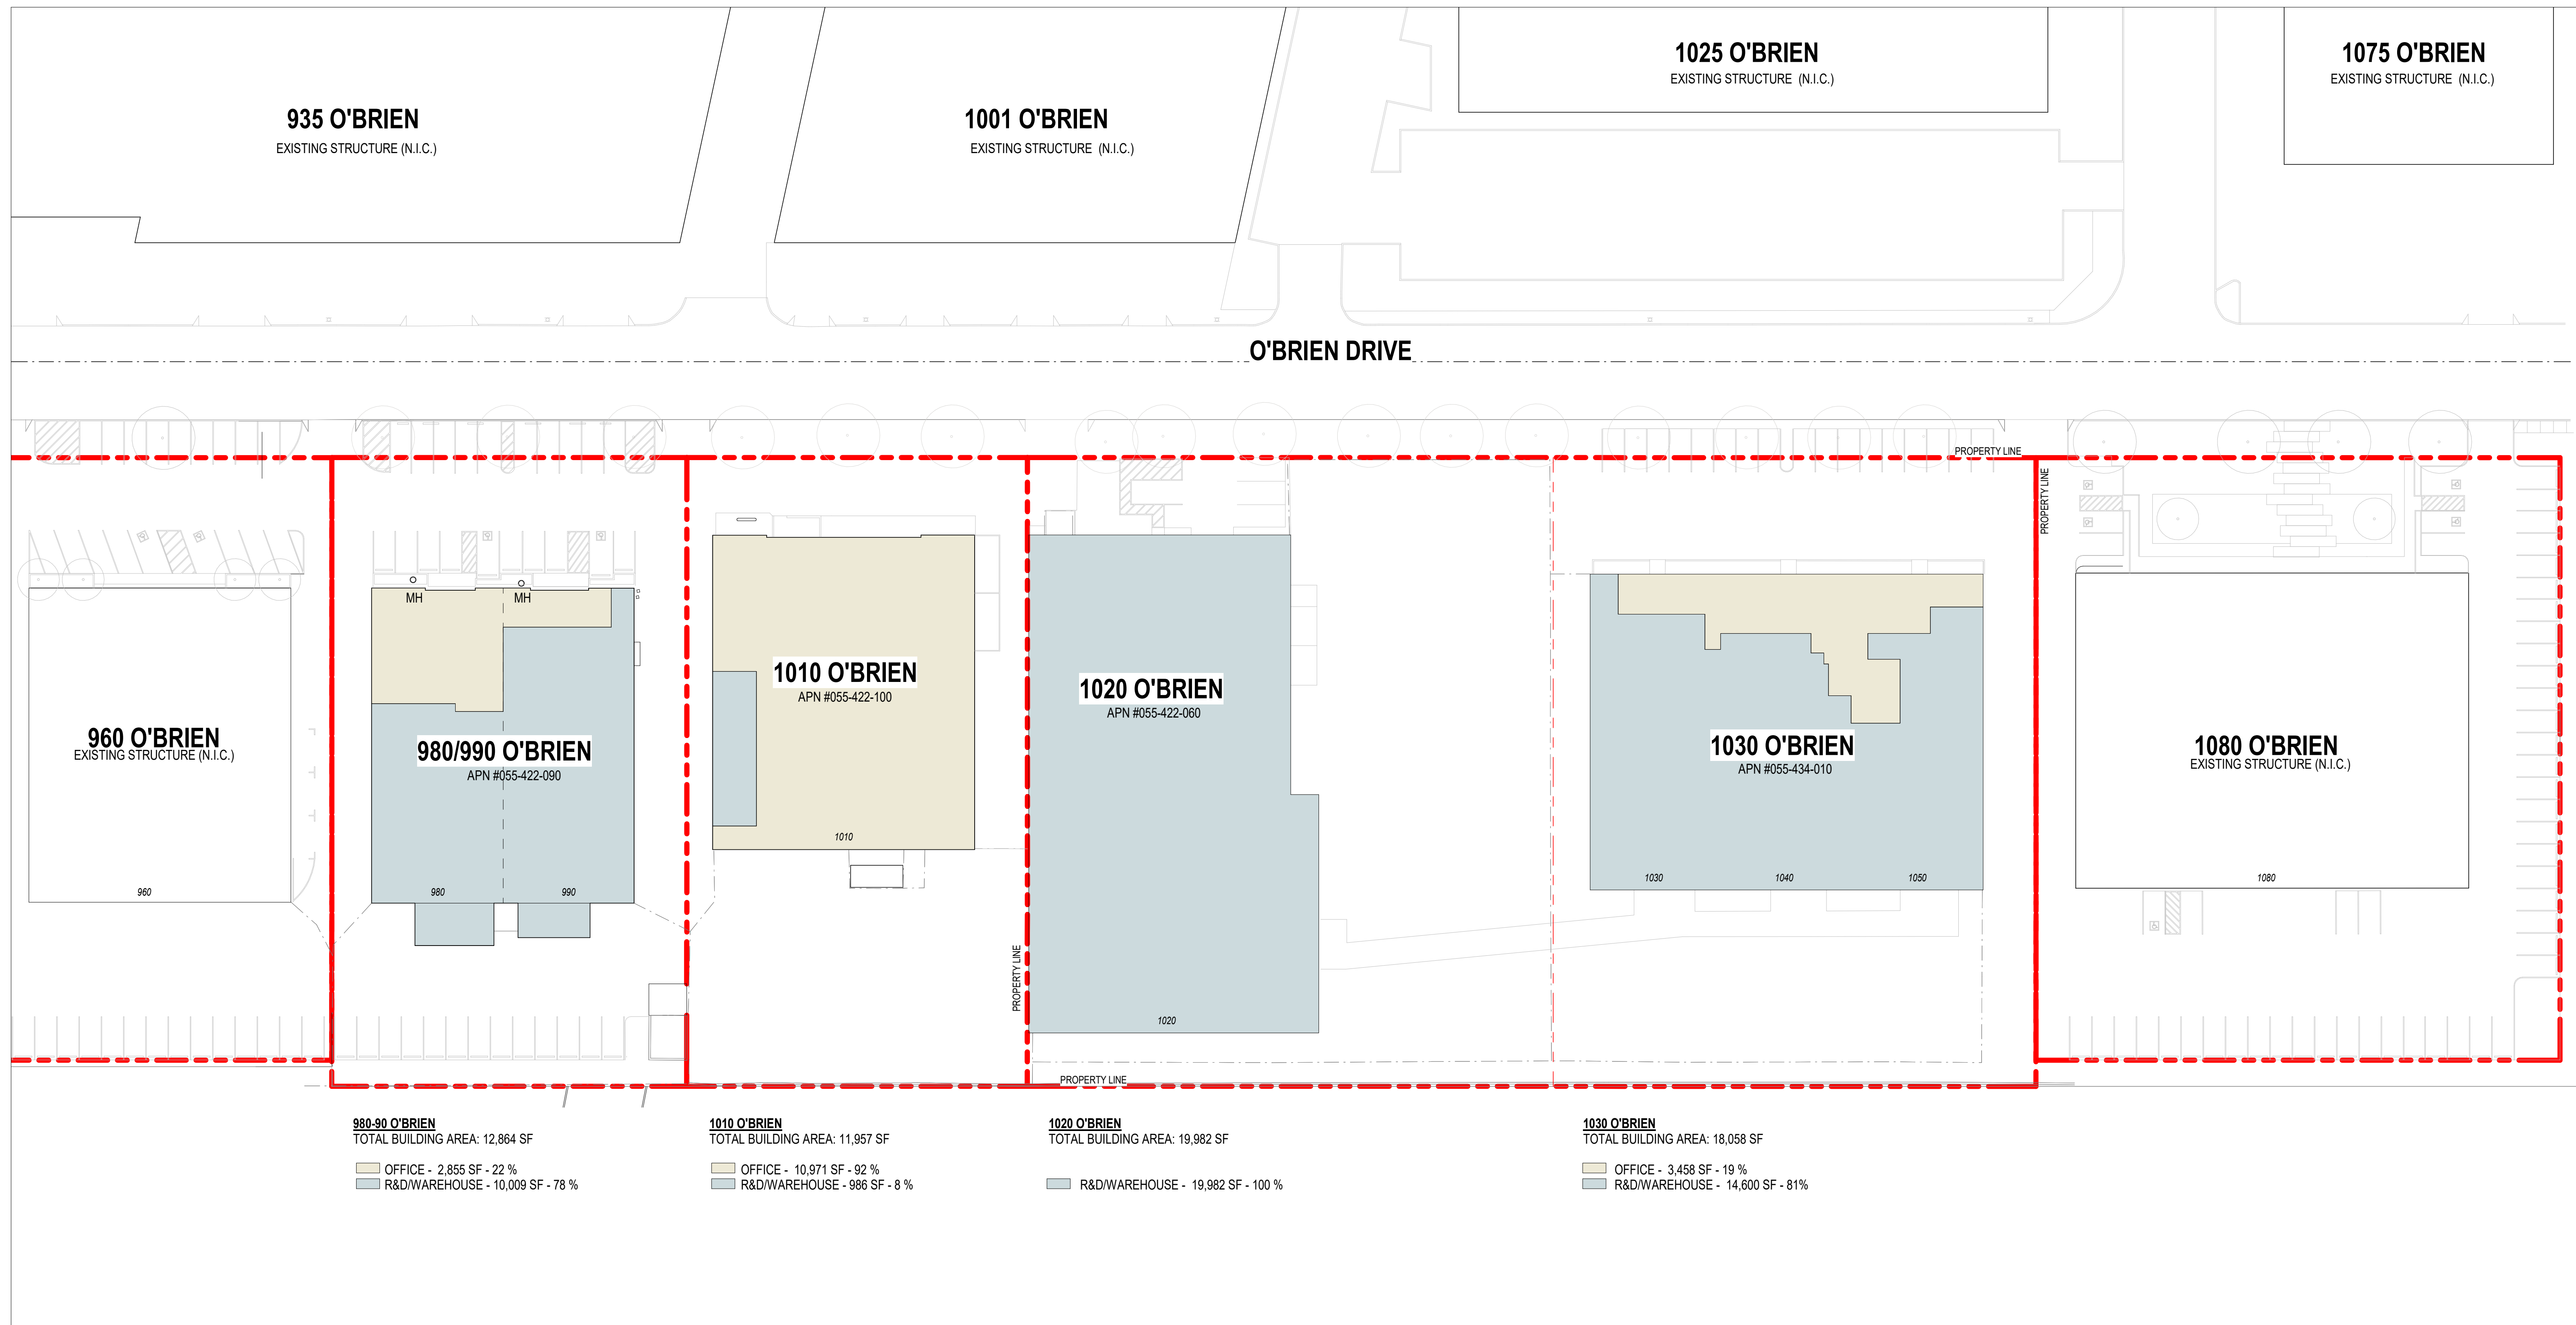 935 O'BRIEN
EXISTING STRUCTURE (N.I.C.)
1001 O'BRIEN
EXISTING STRUCTURE (N.I.C.)
1025 O'BRIEN
EXISTING STRUCTURE (N.I.C.)
1075 O'BRIEN
EXISTING STRUCTURE (N.I.C.)
O'BRIEN DRIVE
PROPERTY LINE
PROPERTY LINE
960 O'BRIEN
EXISTING STRUCTURE (N.I.C.)
960
MH
MH
980/990 O'BRIEN
APN #055-422-090
980
990
1010 O'BRIEN
APN #055-422-100
1010
PROPERTY LINE
1020 O'BRIEN
APN #055-422-060
1020
1030 O'BRIEN
APN #055-434-010
1030
1040
1050
1080 O'BRIEN
EXISTING STRUCTURE (N.I.C.)
1080
PROPERTY LINE
980-90 O'BRIEN
TOTAL BUILDING AREA: 12,864 SF
OFFICE - 2,855 SF - 22 %
R&D/WAREHOUSE - 10,009 SF - 78 %
1010 O'BRIEN
TOTAL BUILDING AREA: 11,957 SF
OFFICE - 10,971 SF - 92 %
R&D/WAREHOUSE - 986 SF - 8 %
1020 O'BRIEN
TOTAL BUILDING AREA: 19,982 SF
R&D/WAREHOUSE - 19,982 SF - 100 %
1030 O'BRIEN
TOTAL BUILDING AREA: 18,058 SF
OFFICE - 3,458 SF - 19 %
R&D/WAREHOUSE - 14,600 SF - 81%